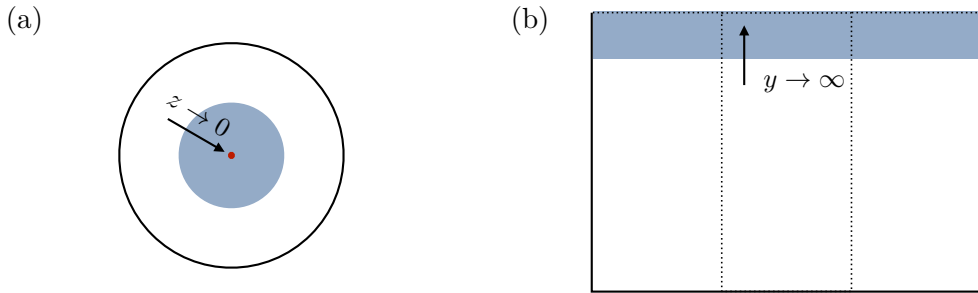 (a)
z → 0
(b)
y → ∞